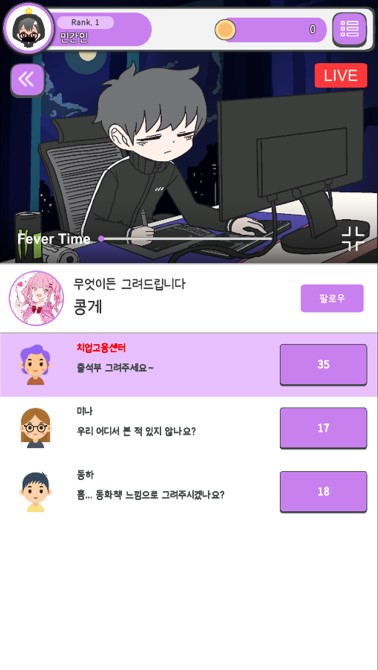 Rank. 1
민간인
0
LIVE
Fever Time
무엇이든 그려드립니다
콩게
팔로우
취업고용센터
출석부 그려주세요~
35
미나
우리 어디서 본 적 있지 않나요?
17
동하
흠... 동화책 느낌으로 그려주시겠나요?
18